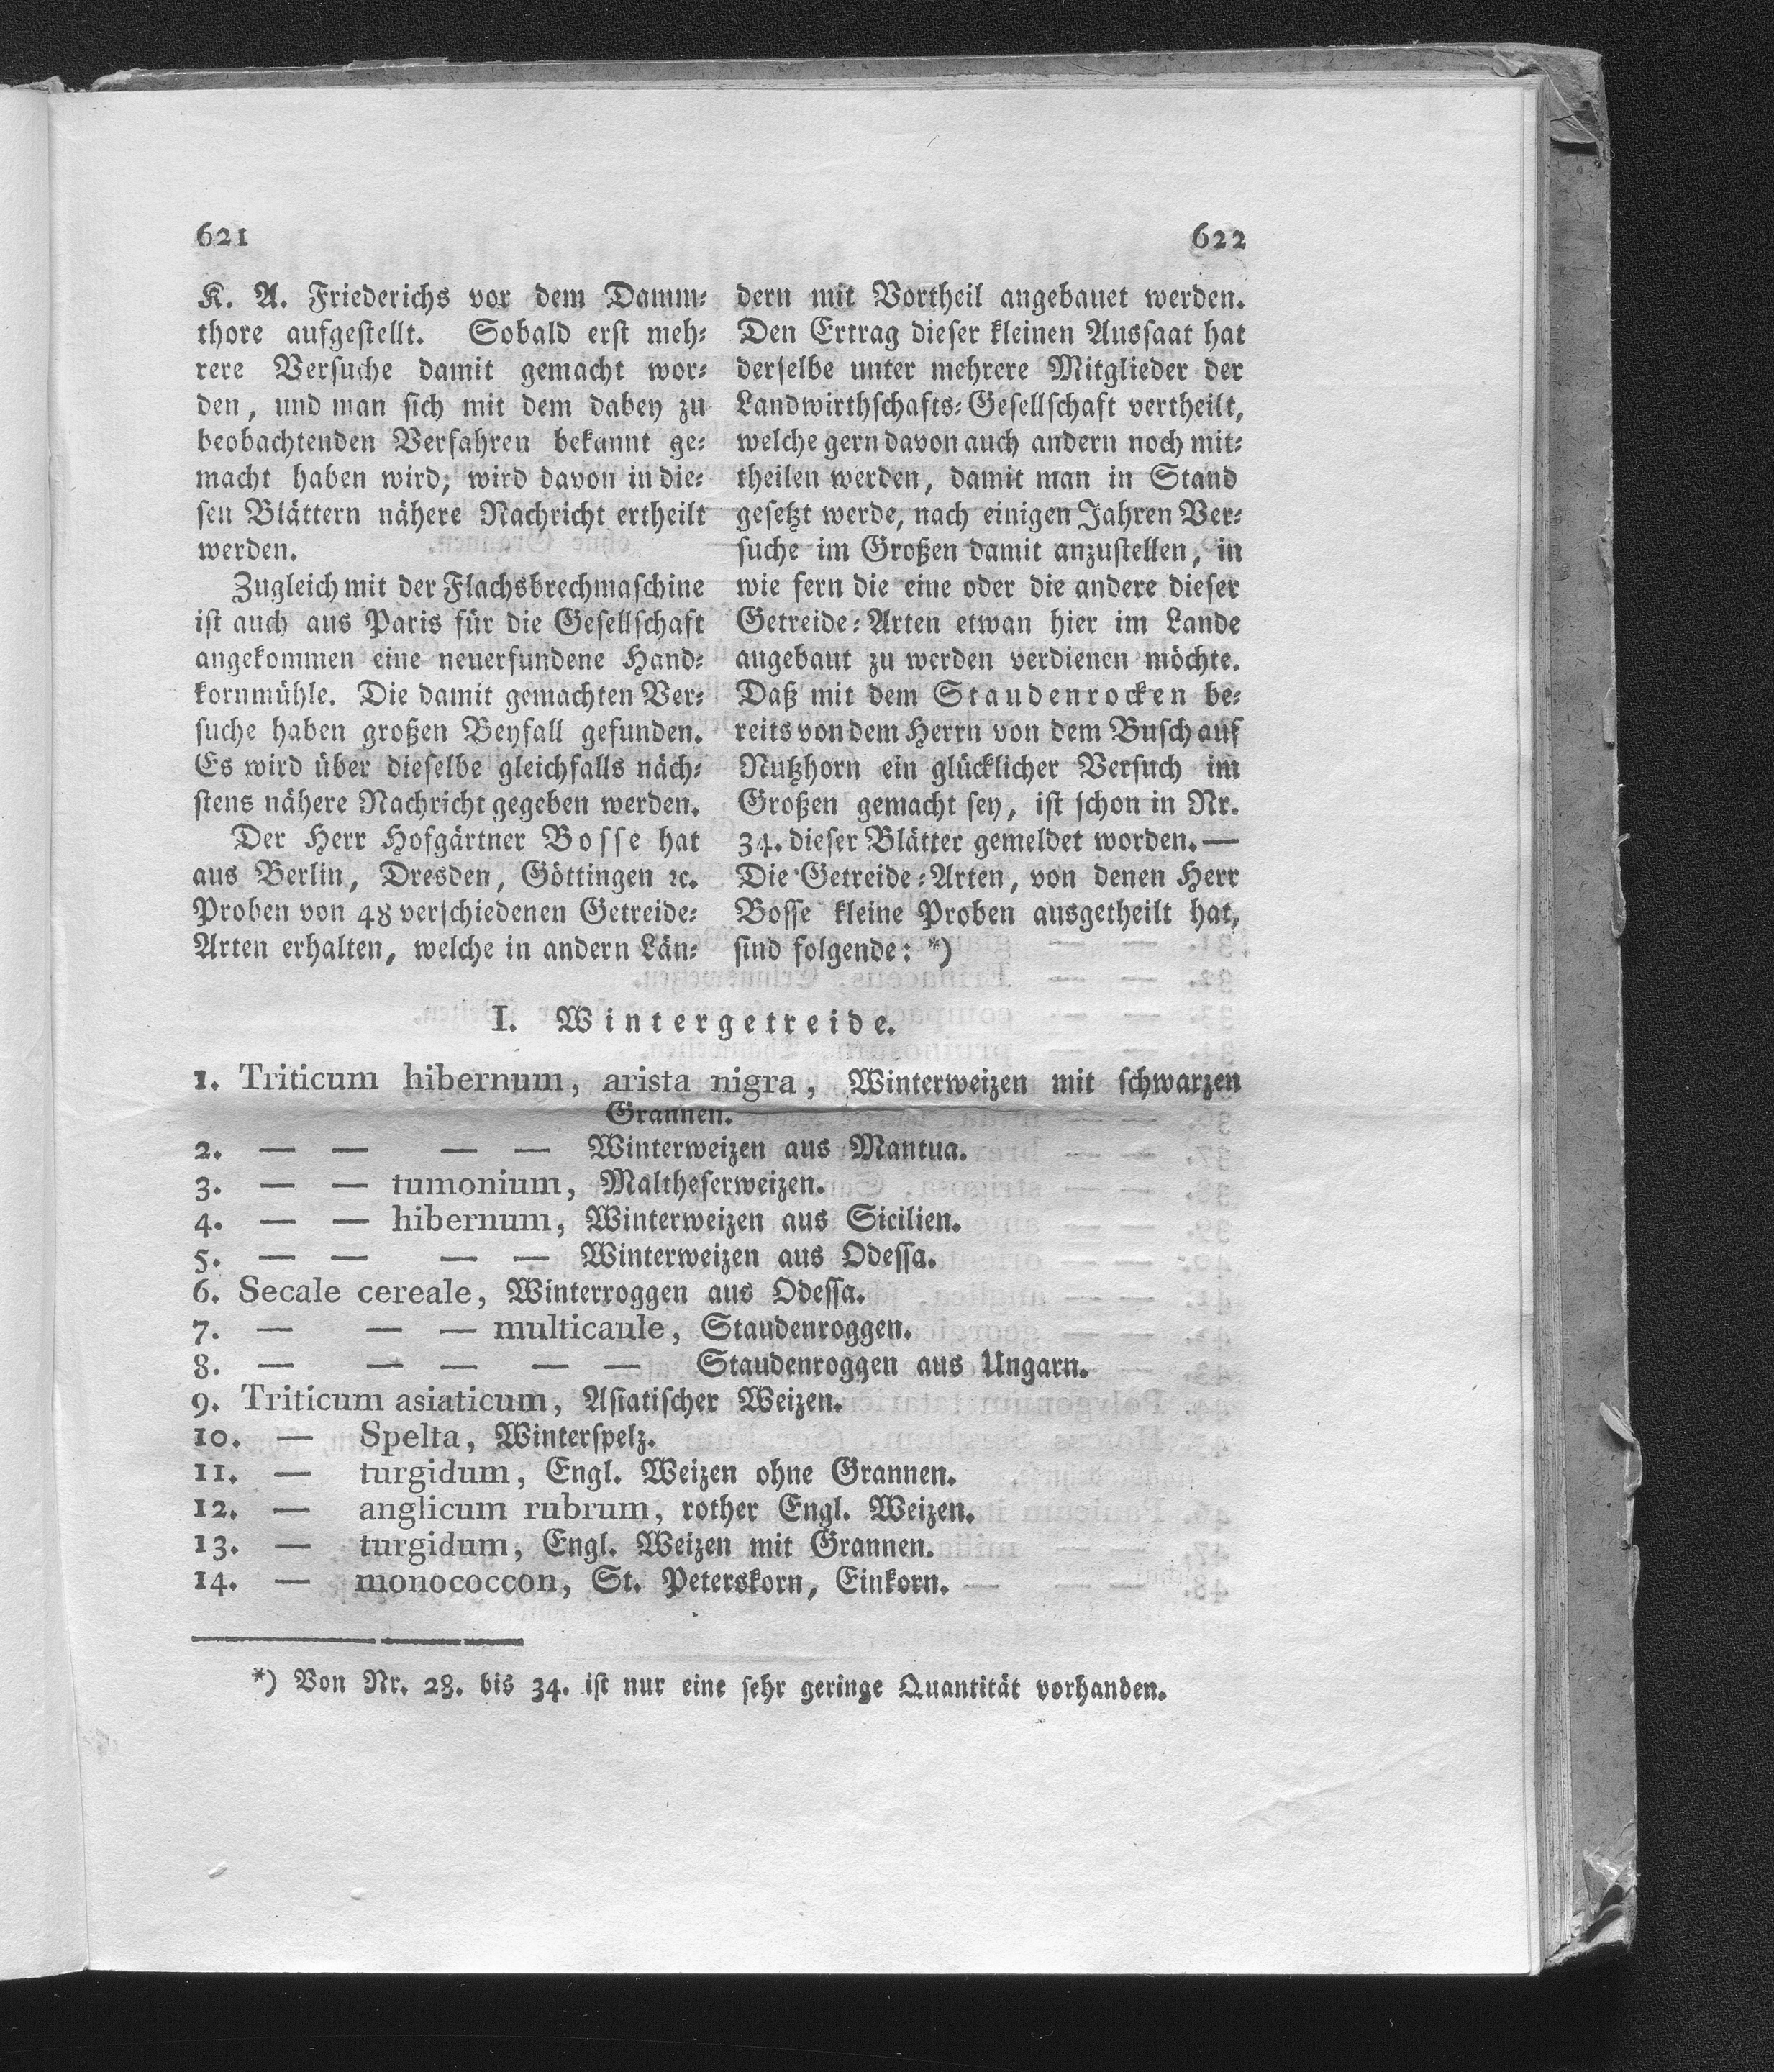 621
K. A. Friederichs vor dem Damm⸗
thore aufgestellt. Sobald erst meh⸗
rere Versuche damit gemacht wor⸗
den, und man sich mit dem dabey zu
beobachtenden Verfahren bekannt ge⸗
macht haben wird; wird davon in die⸗
sen Blättern nähere Nachricht ertheilt
werden.
Zugleich mit der Flachsbrechmaschine
ist auch aus Paris für die Gesellschaft
angekommen eine neuerfundene Hand⸗
kornmühle. Die damit gemachten Ver⸗
suche haben großen Beyfall gefunden.
Es wird über dieselbe gleichfalls näch⸗
stens nähere Nachricht gegeben werden.
Der Herr Hofgärtner Bosse hat
aus Berlin, Dresden, Göttingen ꝛc.
Proben von 48 verschiedenen Getreide⸗
Arten erhalten, welche in andern Län⸗
622
dern mit Vortheil angebauet werden.
Den Ertrag dieser kleinen Aussaat hat
derselbe unter mehrere Mitglieder der
Landwirthschafts⸗Gesellschaft vertheilt,
welche gern davon auch andern noch mit⸗
theilen werden, damit man in Stand
gesetzt werde, nach einigen Jahren Ver⸗
suche im Großen damit anzustellen, in
wie fern die eine oder die andere dieser
Getreide⸗Arten etwan hier im Lande
angebaut zu werden verdienen möchte.
Daß mit dem Staudenrocken be⸗
reits von dem Herrn von dem Busch auf
Nutzhorn ein glücklicher Versuch im
Großen gemacht sey, ist schon in Nr.
34. dieser Blätter gemeldet worden. —
Die Getreide⸗Arten, von denen Herr
Bosse kleine Proben ausgetheilt hat,
sind folgende: *)
I. Wintergetreide.
1. Triticum hibernum, arista nigra, Winterweizen mit schwarzen
Grannen.
2. — — — — Winterweizen aus Mantua.
3. — — tumonium, Maltheserweizen.
4. — — hibernum, Winterweizen aus Sicilien.
5. — — — — Winterweizen aus Odessa.
6. Secale cereale, Winterroggen aus Odessa.
7. — — — multicaule, Staudenroggen.
8. — — — — — Staudenroggen aus Ungarn.
9. Triticum asiaticum, Asiatischer Weizen.
10. — Spelta, Winterspelz.
11. — turgidum, Engl. Weizen ohne Grannen.
12. — anglicum rubrum, rother Engl. Weizen.
13. — turgidum, Engl. Weizen mit Grannen.
14. — monococcon, St. Peterskorn, Einkorn.
*) Von Nr. 28. bis 34. ist nur eine sehr geringe Quantität vorhanden.